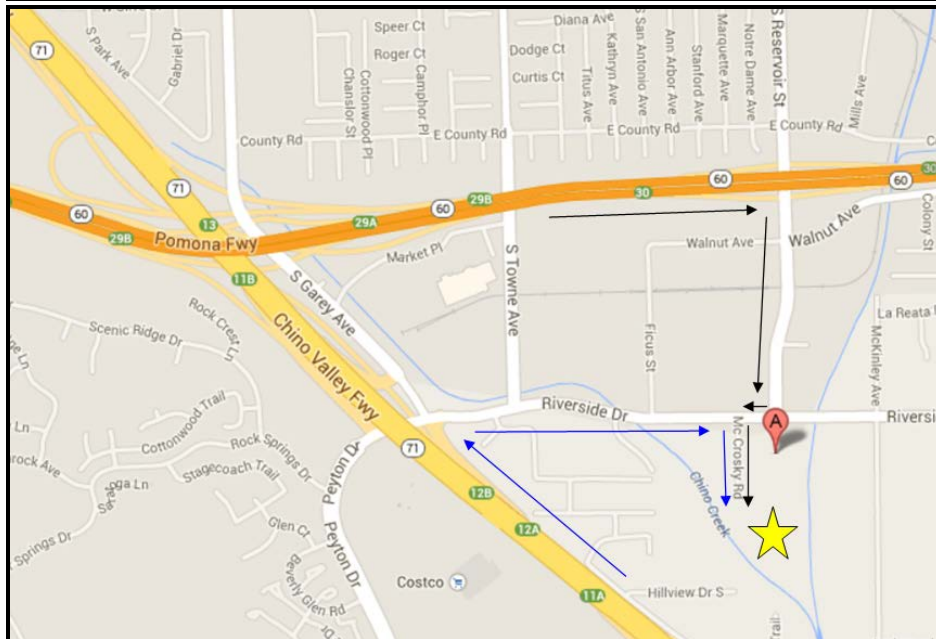 Speer Ct
Diana Ave
S Reservoir St
71
S Park Ave
Gabriel Dr
Roger Ct
Dodge Ct
Chanslor St
Cottonwood Pl
Camphor Pl
Curtis Ct
Titus Ave
Kathryn Ave
S San Antonio Ave
Ann Arbor Ave
Stanford Ave
Marquette Ave
Notre Dame Ave
Mills Ave
County Rd
E County Rd
E County Rd
E County Rd
71
60
30
60
30
60
29B
60
29A
13
60
29B
Pomona Fwy
11B
Colony St
Walnut Ave
Walnut Ave
Market Pl
S Towne Ave
S Garey Ave
Rock Crest Ln
Scenic Ridge Dr
Chino Valley Fwy
Ficus St
La Reata
McKinley Ave
Riverside Dr
A
Mc Crosky Rd
Cottonwood Trail
Rock Springs Dr
Stagecoach Trail
Peyton Dr
71
12B
Chino Creek
Glen Ct
Peyton Dr
12A
Beverly Glen Rd
Costco
11A
Hillview Dr S